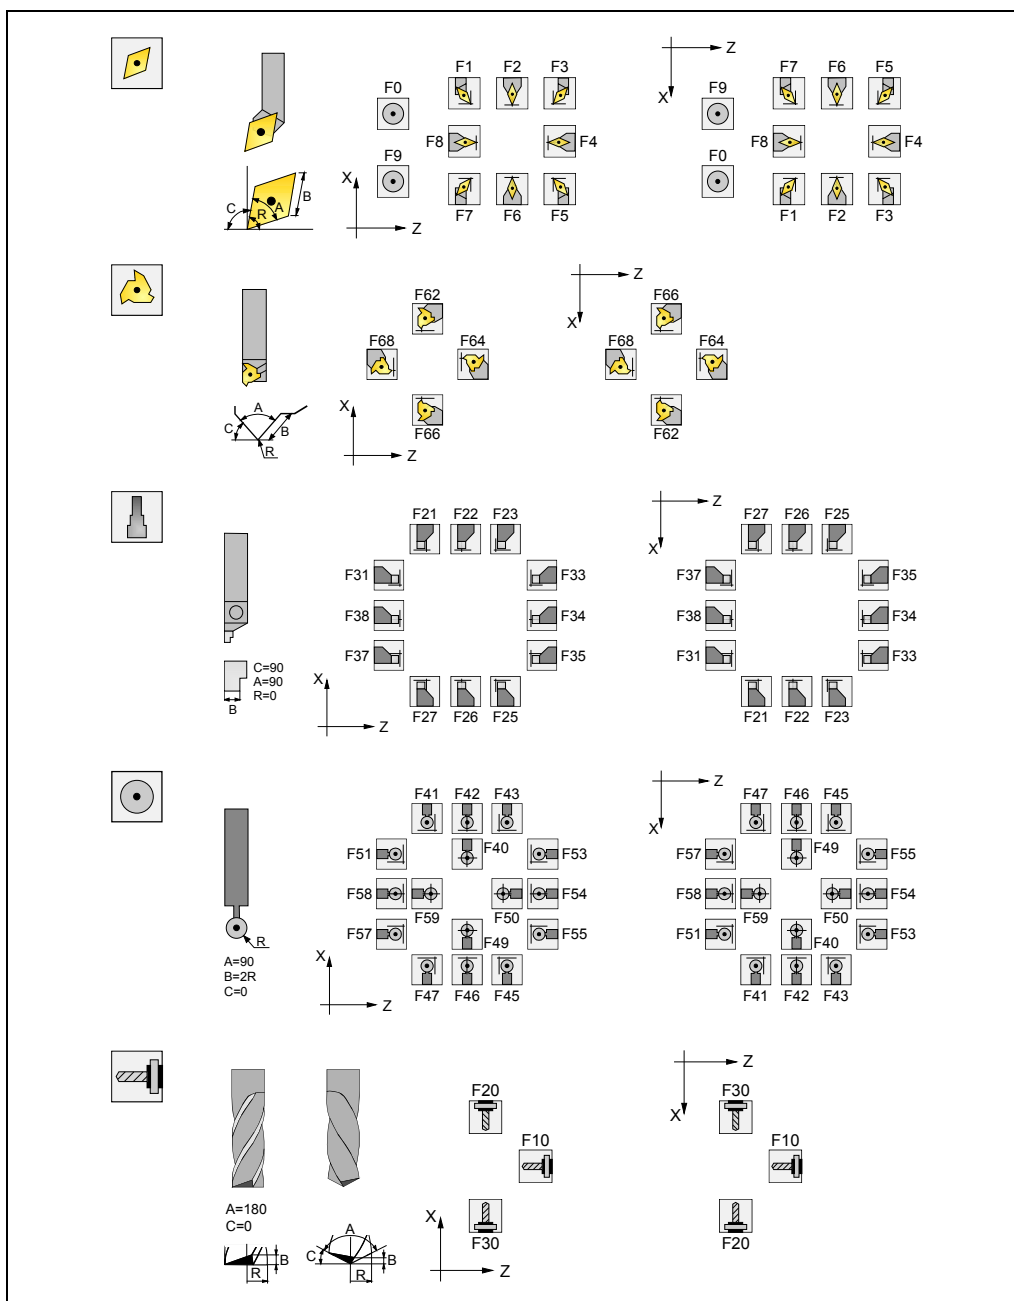 F1 F2 F3
F0
F8 F4
F9
F7 F6 F5
X
Z
C R A B
Z
X
F7 F6 F5
F9
F8 F4
F0
F1 F2 F3
F62
F68 F64
F66
X
Z
A
C B
R
Z
X
F66
F68 F64
F62
F21 F22 F23
F31 F33
F38 F34
F37 F35
F27 F26 F25
X
Z
C=90
A=90
R=0
B
Z
X
F27 F26 F25
F37 F35
F38 F34
F31 F33
F21 F22 F23
F41 F42 F43
F40
F51 F53
F58 F54
F59 F50
F57 F55
F49
F47 F46 F45
X
Z
R
A=90
B=2R
C=0
Z
X
F47 F46 F45
F49
F57 F55
F58 F54
F59 F50
F51 F53
F40
F41 F42 F43
F20
F10
F30
X
Z
A=180
C=0
B
R
A
C B
R
Z
X
F30
F10
F20